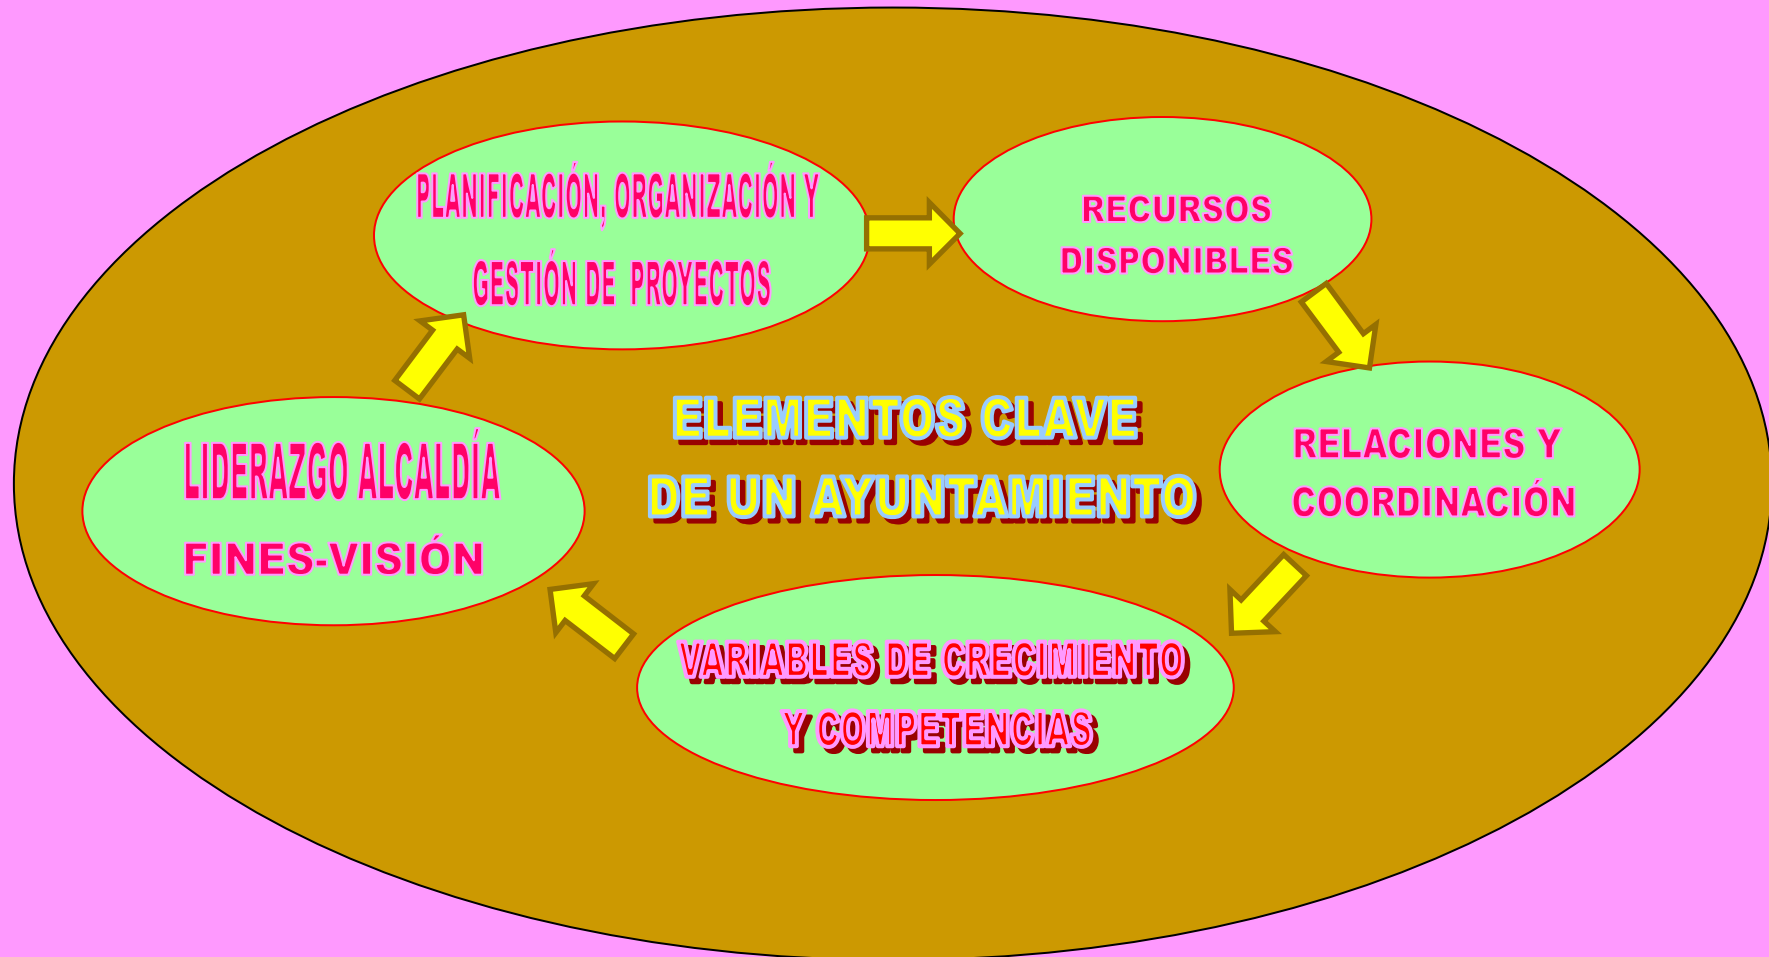 PLANIFICACIÓN, ORGANIZACIÓN Y
GESTIÓN DE PROYECTOS
RECURSOS
DISPONIBLES
RELACIONES Y
COORDINACIÓN
VARIABLES DE CRECIMIENTO
Y COMPETENCIAS
LIDERAZGO ALCALDÍA
FINES-VISIÓN
ELEMENTOS CLAVE
DE UN AYUNTAMIENTO